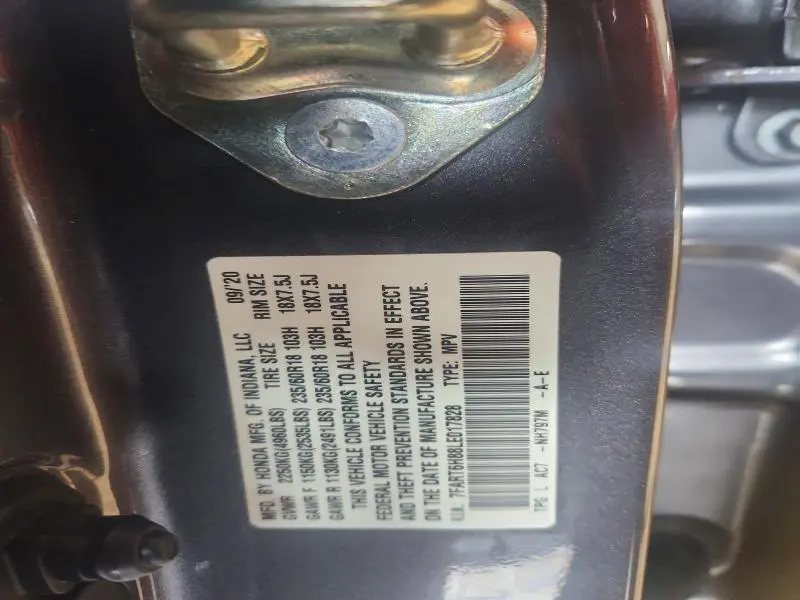 MFD BY HONDA MFG. OF INDIANA, LLC 09/'20
GVWR 2250KG(4960LBS) TIRE SIZE RIM SIZE
GAWR F 1150KG(2535LBS) 235/60R18 103H 18X7.5J
GAWR R 1130KG(2491LBS) 235/60R18 103H 18X7.5J
THIS VEHICLE CONFORMS TO ALL APPLICABLE
FEDERAL MOTOR VEHICLE SAFETY
AND THEFT PREVENTION STANDARDS IN EFFECT
ON THE DATE OF MANUFACTURE SHOWN ABOVE.
V.I.N. 7FART6H88LE017828 TYPE: MPV
TPG L AC7 -NH797M -A-E